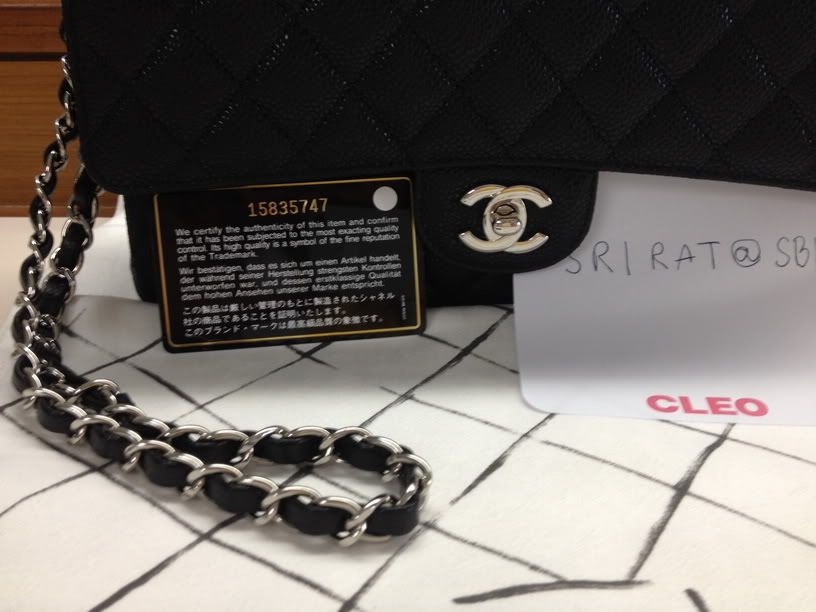 15835747
We certify the authenticity of this item and confirm
that it has been subjected to the most exacting quality
control. Its high quality is a symbol of the fine reputation
of the Trademark.
Wir bestätigen, dass es sich um einen Artikel handelt,
der während seiner Herstellung strengsten Kontrollen
unterworfen war, und dessen erstklassige Qualität
dem hohen Ansehen unserer Marke entspricht.
この製品は厳しい管理のもとに製造されたシャネル
社の商品であることを証明いたします。
このブランド・マークは最高級品の象徴です。
SRIRAT@SB
CLEO